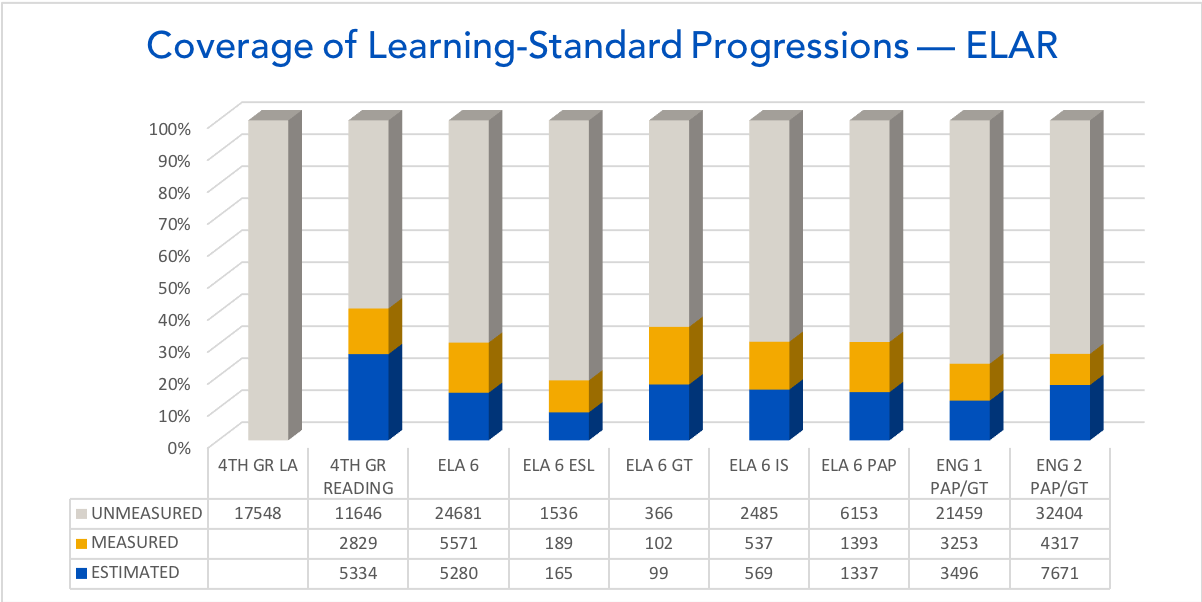 Coverage of Learning-Standard Progressions — ELAR
100%
90%
80%
70%
60%
50%
40%
30%
20%
10%
0%
4TH GR LA 4TH GR READING ELA 6 ELA 6 ESL ELA 6 GT ELA 6 IS ELA 6 PAP ENG 1 PAP/GT ENG 2 PAP/GT
UNMEASURED 17548 11646 24681 1536 366 2485 6153 21459 32404
MEASURED 2829 5571 189 102 537 1393 3253 4317
ESTIMATED 5334 5280 165 99 569 1337 3496 7671